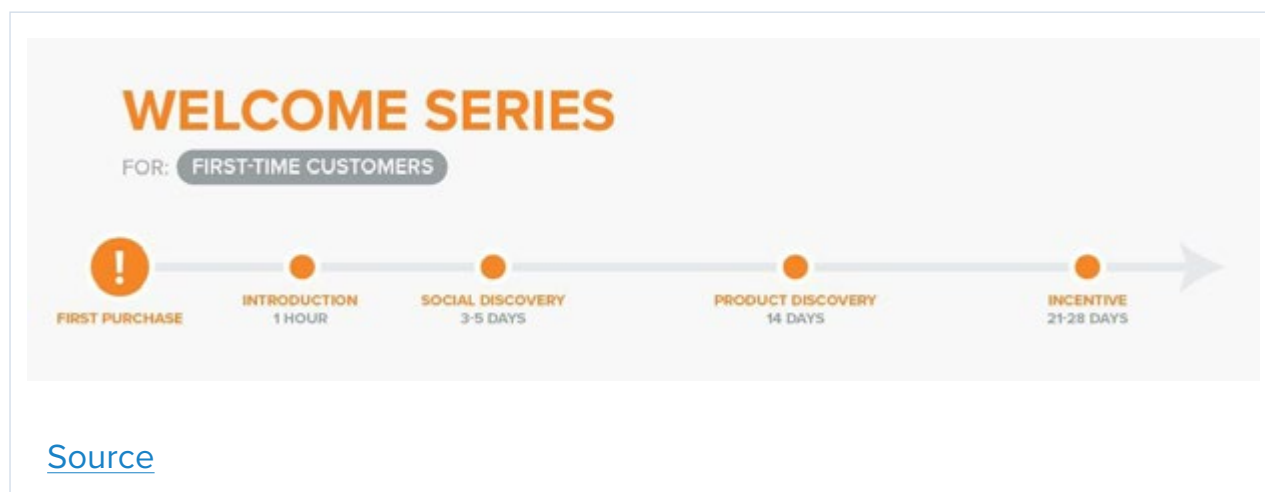 WELCOME SERIES
FOR: FIRST-TIME CUSTOMERS
!
FIRST PURCHASE
INTRODUCTION
1 HOUR
SOCIAL DISCOVERY
3-5 DAYS
PRODUCT DISCOVERY
14 DAYS
INCENTIVE
21-28 DAYS
Source